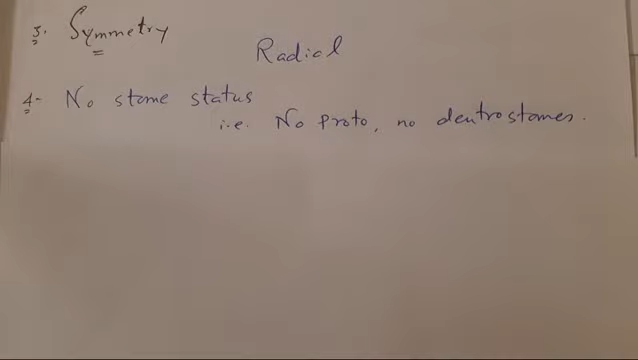 3. Symmetry
Radial
4- No stome status
i.e. No proto, no deutrostomes.